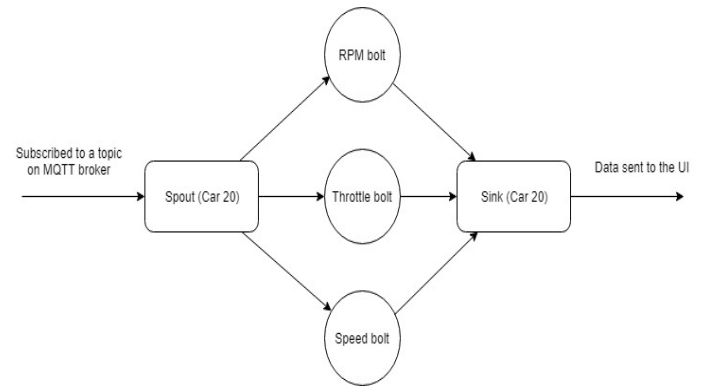 RPM bolt
Subscribed to a topic
on MQTT broker
Data sent to the UI
Spout (Car 20)
Throttle bolt
Sink (Car 20)
Speed bolt